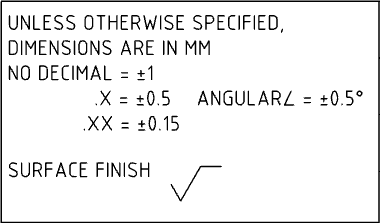 UNLESS OTHERWISE SPECIFIED,
DIMENSIONS ARE IN MM
NO DECIMAL = ±1
.X = ±0.5 ANGULAR∠ = ±0.5°
.XX = ±0.15
SURFACE FINISH